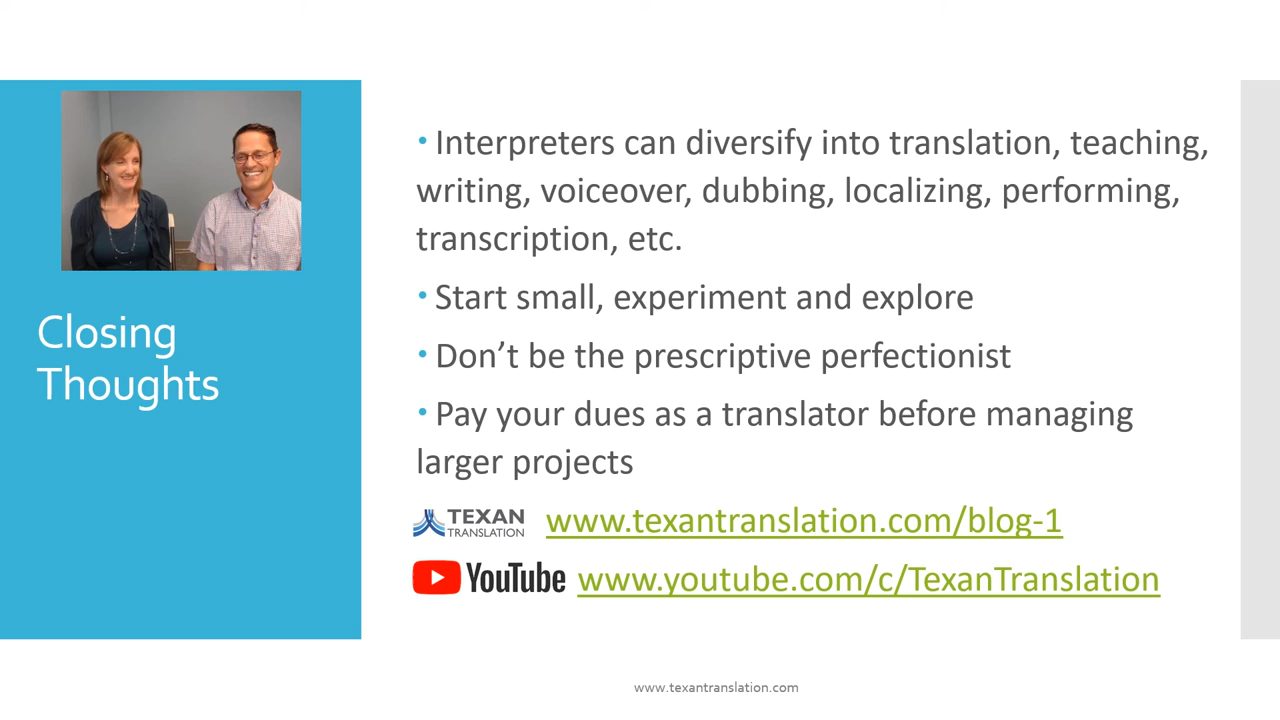 Closing
Thoughts
• Interpreters can diversify into translation, teaching,
writing, voiceover, dubbing, localizing, performing,
transcription, etc.
• Start small, experiment and explore
• Don’t be the prescriptive perfectionist
• Pay your dues as a translator before managing
larger projects
TEXAN
TRANSLATION
www.texantranslation.com/blog-1
YouTube www.youtube.com/c/TexanTranslation
www.texantranslation.com